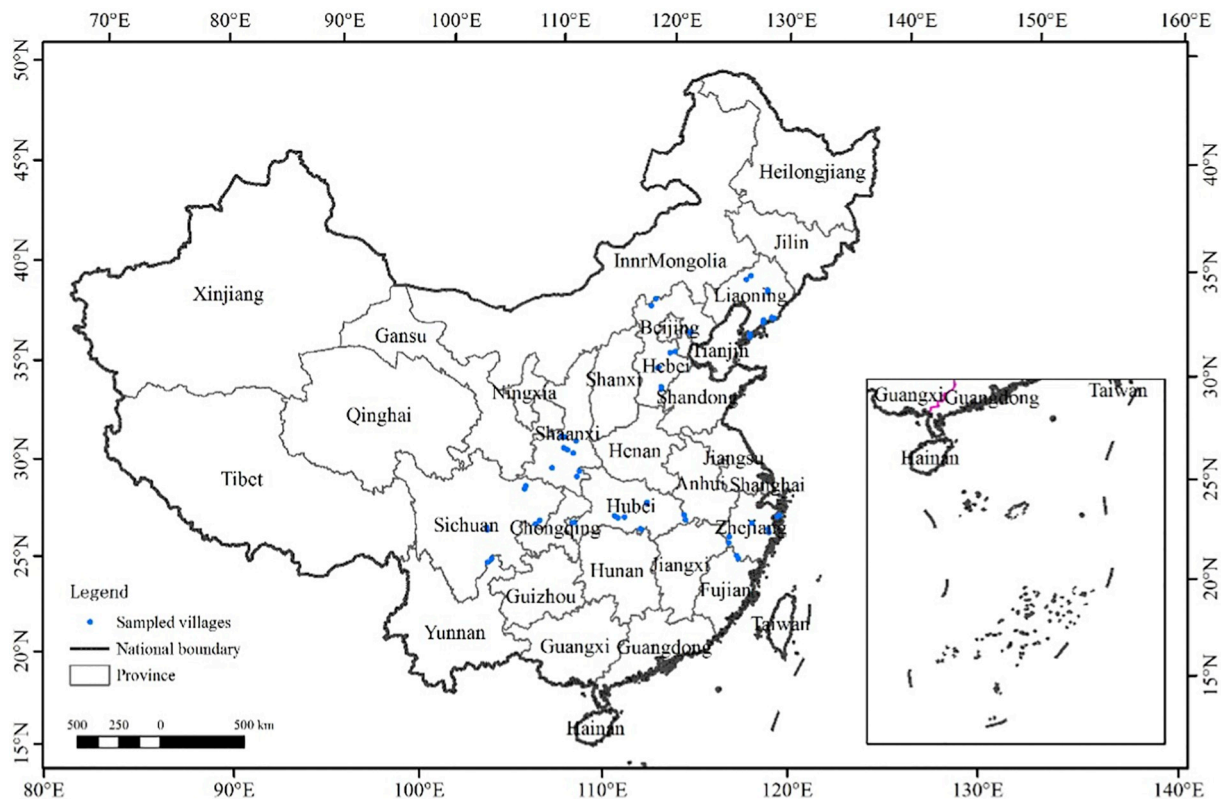 70°E 80°E 90°E 100°E 110°E 120°E 130°E 140°E 150°E 160°E
50°N
45°N
40°N
35°N
30°N
25°N
20°N
15°N
40°N
35°N
30°N
25°N
20°N
15°N
Heilongjiang
Jilin
InnrMongolia
Xinjiang
Liaoning
Gansu
Beijing
Tianjin
Hebei
Shanxi
Ningxia
Shandong
Qinghai
Shaanxi
Henan
Jiangsu
Tibet
Anhui
Shanghai
Hubei
Sichuan
Chongqing
Zhejiang
Hunan
Jiangxi
Guizhou
Fujian
Yunnan
Taiwan
Guangxi
Guangdong
Hainan
Guangxi
Guangdong
Taiwan
Hainan
Legend
Sampled villages
National boundary
Province
500 250 0 500 km
80°E 90°E 100°E 110°E 120°E 130°E 140°E